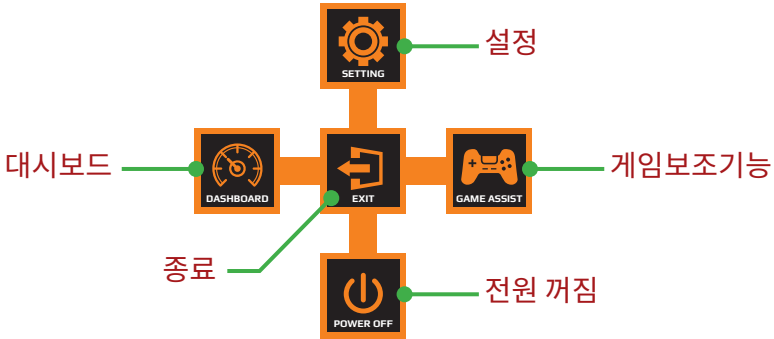 설정
SETTING
대시보드
DASHBOARD
EXIT
GAME ASSIST
게임보조기능
종료
전원 꺼짐
POWER OFF